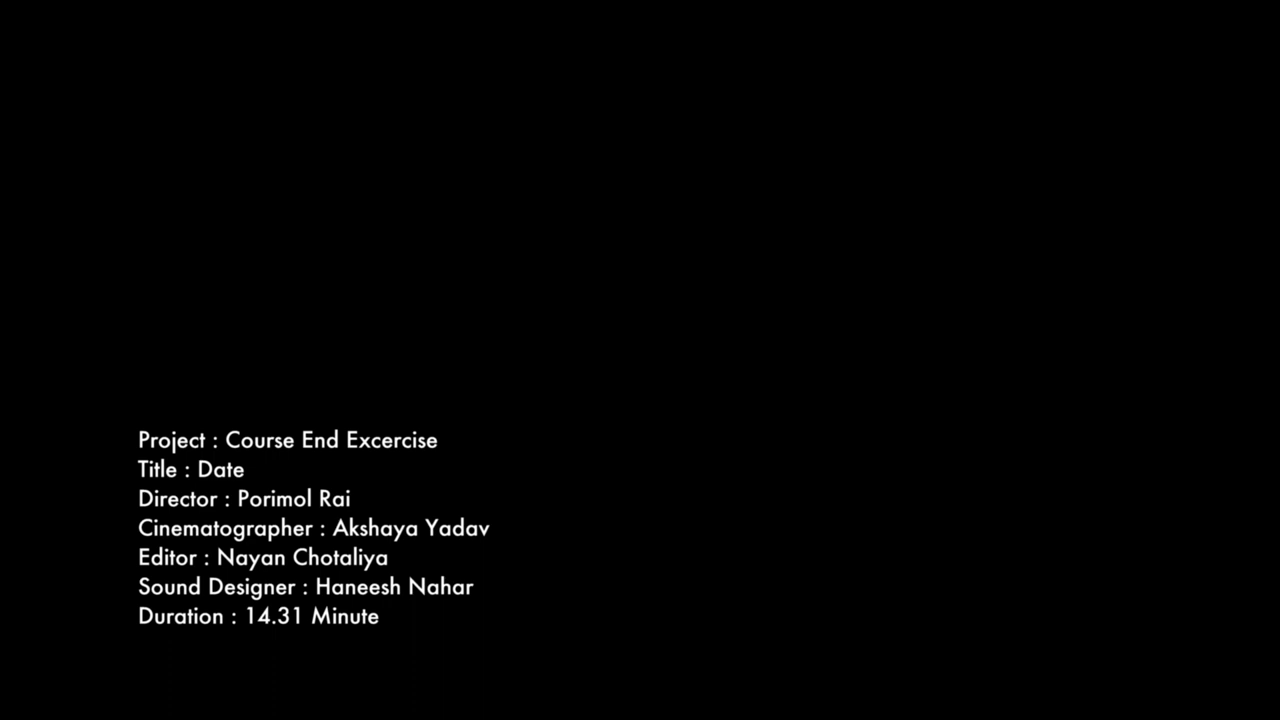 Project : Course End Excercise
Title : Date
Director : Porimol Rai
Cinematographer : Akshaya Yadav
Editor : Nayan Chotaliya
Sound Designer : Haneesh Nahar
Duration : 14.31 Minute